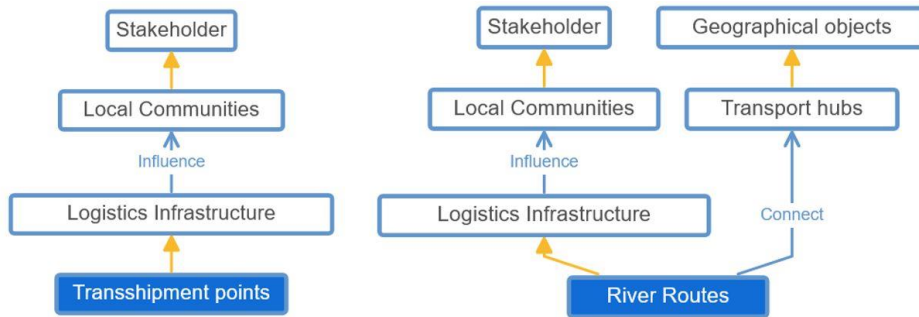 Stakeholder
Local Communities
Influence
Logistics Infrastructure
Transshipment points
Stakeholder
Geographical objects
Local Communities
Transport hubs
Influence
Logistics Infrastructure
Connect
River Routes